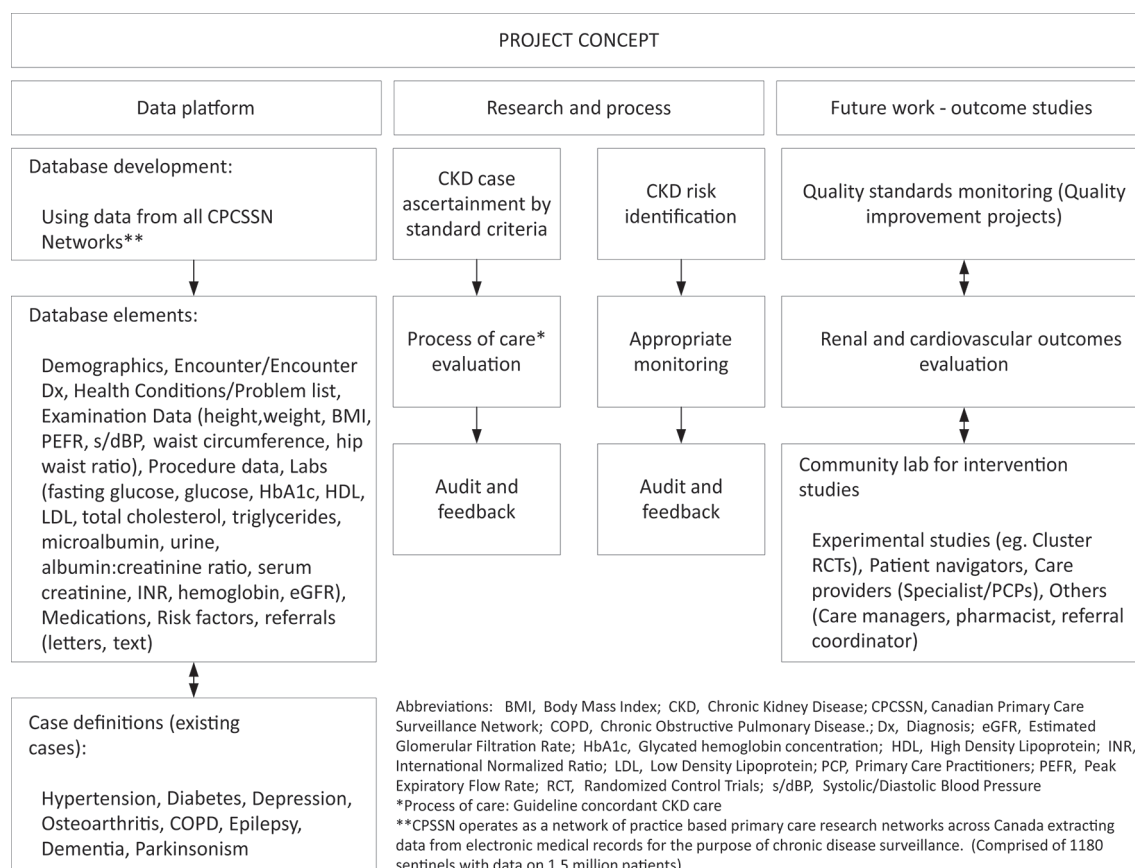 PROJECT CONCEPT
Data platform
Research and process
Future work - outcome studies
Database development:
Using data from all CPCSSN
Networks**
Database elements:
Demographics, Encounter/Encounter
Dx, Health Conditions/Problem list,
Examination Data (height,weight, BMI,
PEFR, s/dBP, waist circumference, hip
waist ratio), Procedure data, Labs
(fasting glucose, glucose, HbA1c, HDL,
LDL, total cholesterol, triglycerides,
microalbumin, urine,
albumin:creatinine ratio, serum
creatinine, INR, hemoglobin, eGFR),
Medications, Risk factors, referrals
(letters, text)
Case definitions (existing
cases):
Hypertension, Diabetes, Depression,
Osteoarthritis, COPD, Epilepsy,
Dementia, Parkinsonism
CKD case
ascertainment by
standard criteria
Process of care*
evaluation
Audit and
feedback
CKD risk
identification
Appropriate
monitoring
Audit and
feedback
Quality standards monitoring (Quality
improvement projects)
Renal and cardiovascular outcomes
evaluation
Community lab for intervention
studies
Experimental studies (eg. Cluster
RCTs), Patient navigators, Care
providers (Specialist/PCPs), Others
(Care managers, pharmacist, referral
coordinator)
Abbreviations: BMI, Body Mass Index; CKD, Chronic Kidney Disease; CPCSSN, Canadian Primary Care
Surveillance Network; COPD, Chronic Obstructive Pulmonary Disease.; Dx, Diagnosis; eGFR, Estimated
Glomerular Filtration Rate; HbA1c, Glycated hemoglobin concentration; HDL, High Density Lipoprotein; INR,
International Normalized Ratio; LDL, Low Density Lipoprotein; PCP, Primary Care Practitioners; PEFR, Peak
Expiratory Flow Rate; RCT, Randomized Control Trials; s/dBP, Systolic/Diastolic Blood Pressure
*Process of care: Guideline concordant CKD care
**CPSSN operates as a network of practice based primary care research networks across Canada extracting
data from electronic medical records for the purpose of chronic disease surveillance. (Comprised of 1180
sentinels with data on 1.5 million patients)